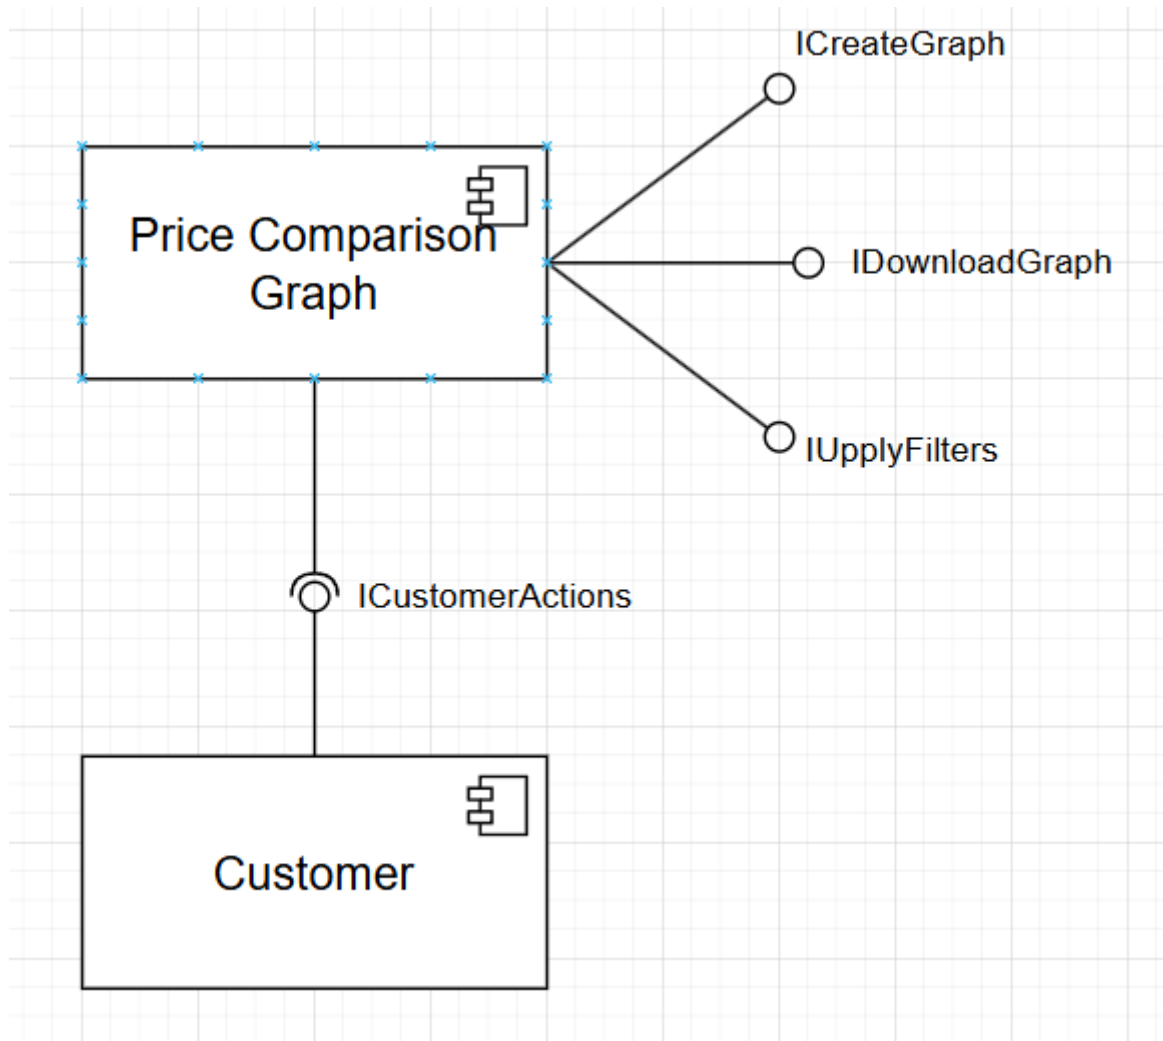 ICreateGraph
Price Comparison
Graph
IDownloadGraph
IUpplyFilters
ICustomerActions
Customer